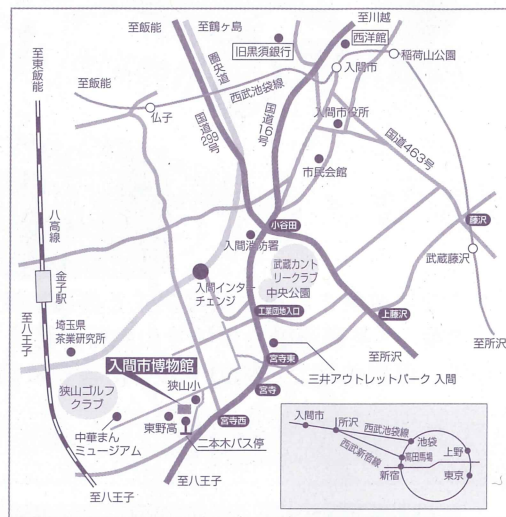 至飯能
至鶴ヶ島
至川越
至東飯能
旧黒須銀行
西洋館
稲荷山公園
至飯能
圏央道
西武池袋線
入間市
仏子
国道299号
国道16号
入間市役所
国道463号
市民会館
八高線
小谷田
藤沢
入間消防署
武蔵カント
リークラブ
武蔵藤沢
金子駅
入間インター
チェンジ
中央公園
工業団地入口
上藤沢
至八王子
埼玉県
茶業研究所
至所沢
至所沢
入間市博物館
宮寺東
三井アウトレットパーク 入間
狭山ゴルフ
クラブ
狭山小
宮寺
中華まん
ミュージアム
東野高
宮寺西
二本木バス停
至八王子
至八王子
入間市
所沢
西武池袋線
西武新宿線
池袋
高田馬場
上野
新宿
東京